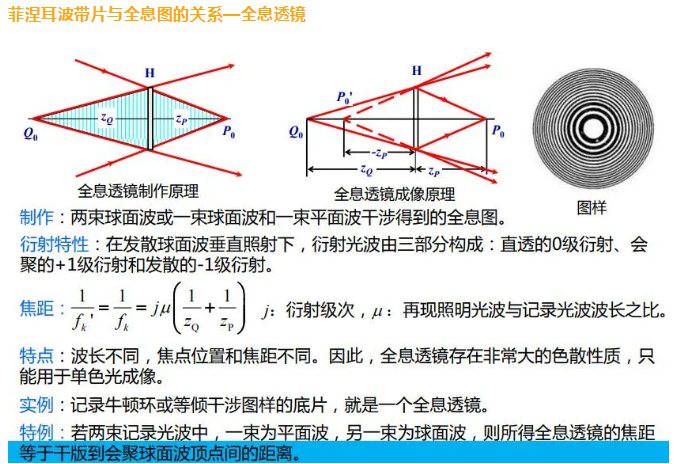 菲涅耳波带片与全息图的关系—全息透镜
H
Q₀
z_Q
z_P
P₀
全息透镜制作原理
H
P₀'
Q₀
P₀
-z_P
z_Q
z_P
全息透镜成像原理
图样
制作：两束球面波或一束球面波和一束平面波干涉得到的全息图。
衍射特性：在发散球面波垂直照射下，衍射光波由三部分构成：直透的0级衍射、会
聚的+1级衍射和发散的-1级衍射。
焦距： 1/f_k' = 1/f_k = jμ(1/z_Q + 1/z_P) j：衍射级次，μ：再现照明光波与记录光波波长之比。
特点：波长不同，焦点位置和焦距不同。因此，全息透镜存在非常大的色散性质，只
能用于单色光成像。
实例：记录牛顿环或等倾干涉图样的底片，就是一个全息透镜。
特例：若两束记录光波中，一束为平面波，另一束为球面波，则所得全息透镜的焦距
等于干版到会聚球面波顶点间的距离。